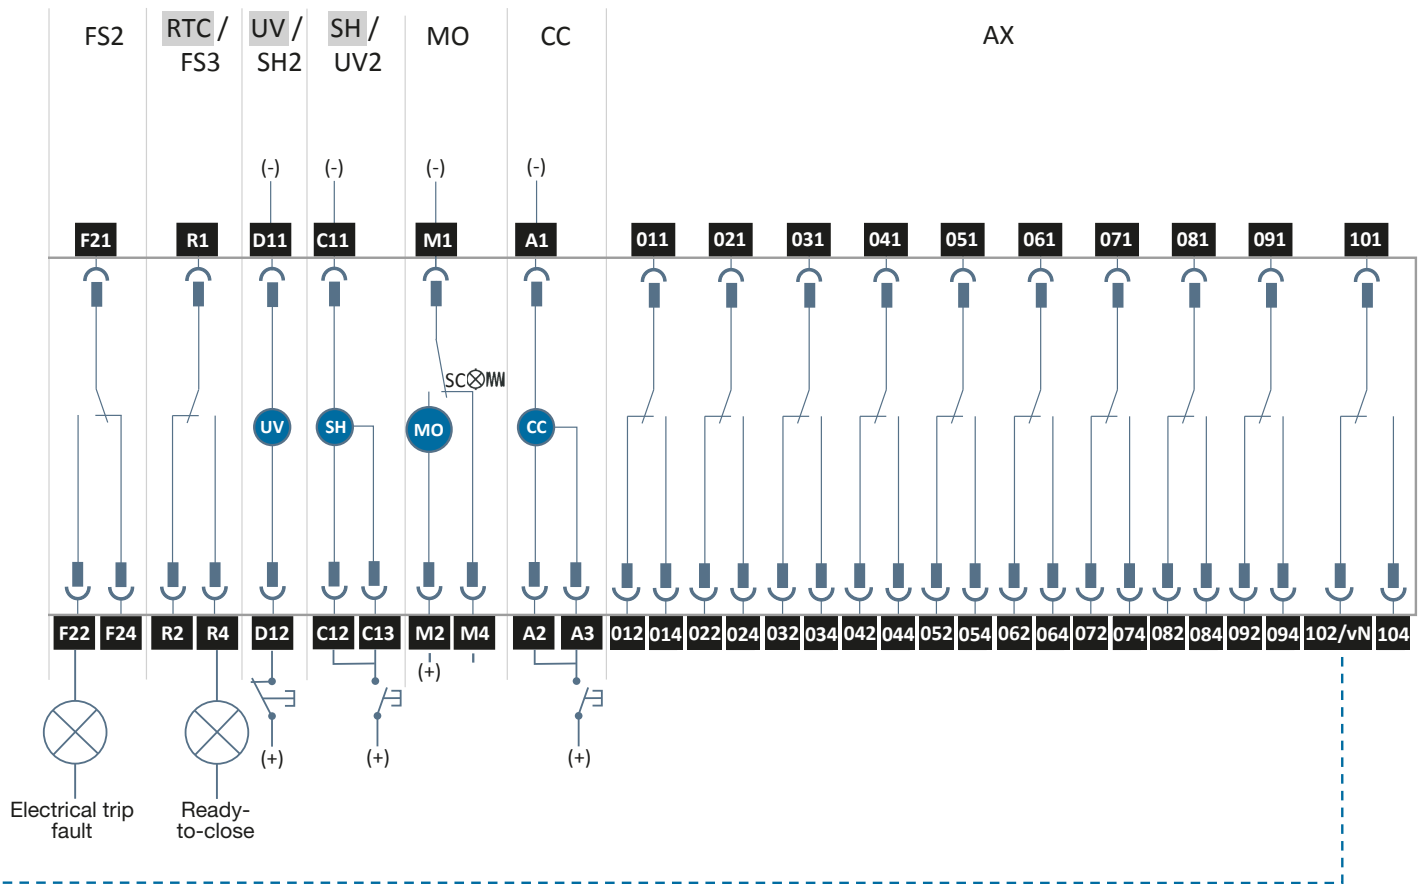 FS2
RTC /
FS3
UV /
SH2
SH /
UV2
MO
CC
AX
(-) (-) (-) (-)
F21 R1 D11 C11 M1 A1 011 021 031 041 051 061 071 081 091 101
SC
UV SH MO CC
F22 F24 R2 R4 D12 C12 C13 M2 M4 A2 A3 012 014 022 024 032 034 042 044 052 054 062 064 072 074 082 084 092 094 102/vN 104
(+)
(+) (+) (+)
Electrical trip
fault
Ready-
to-close